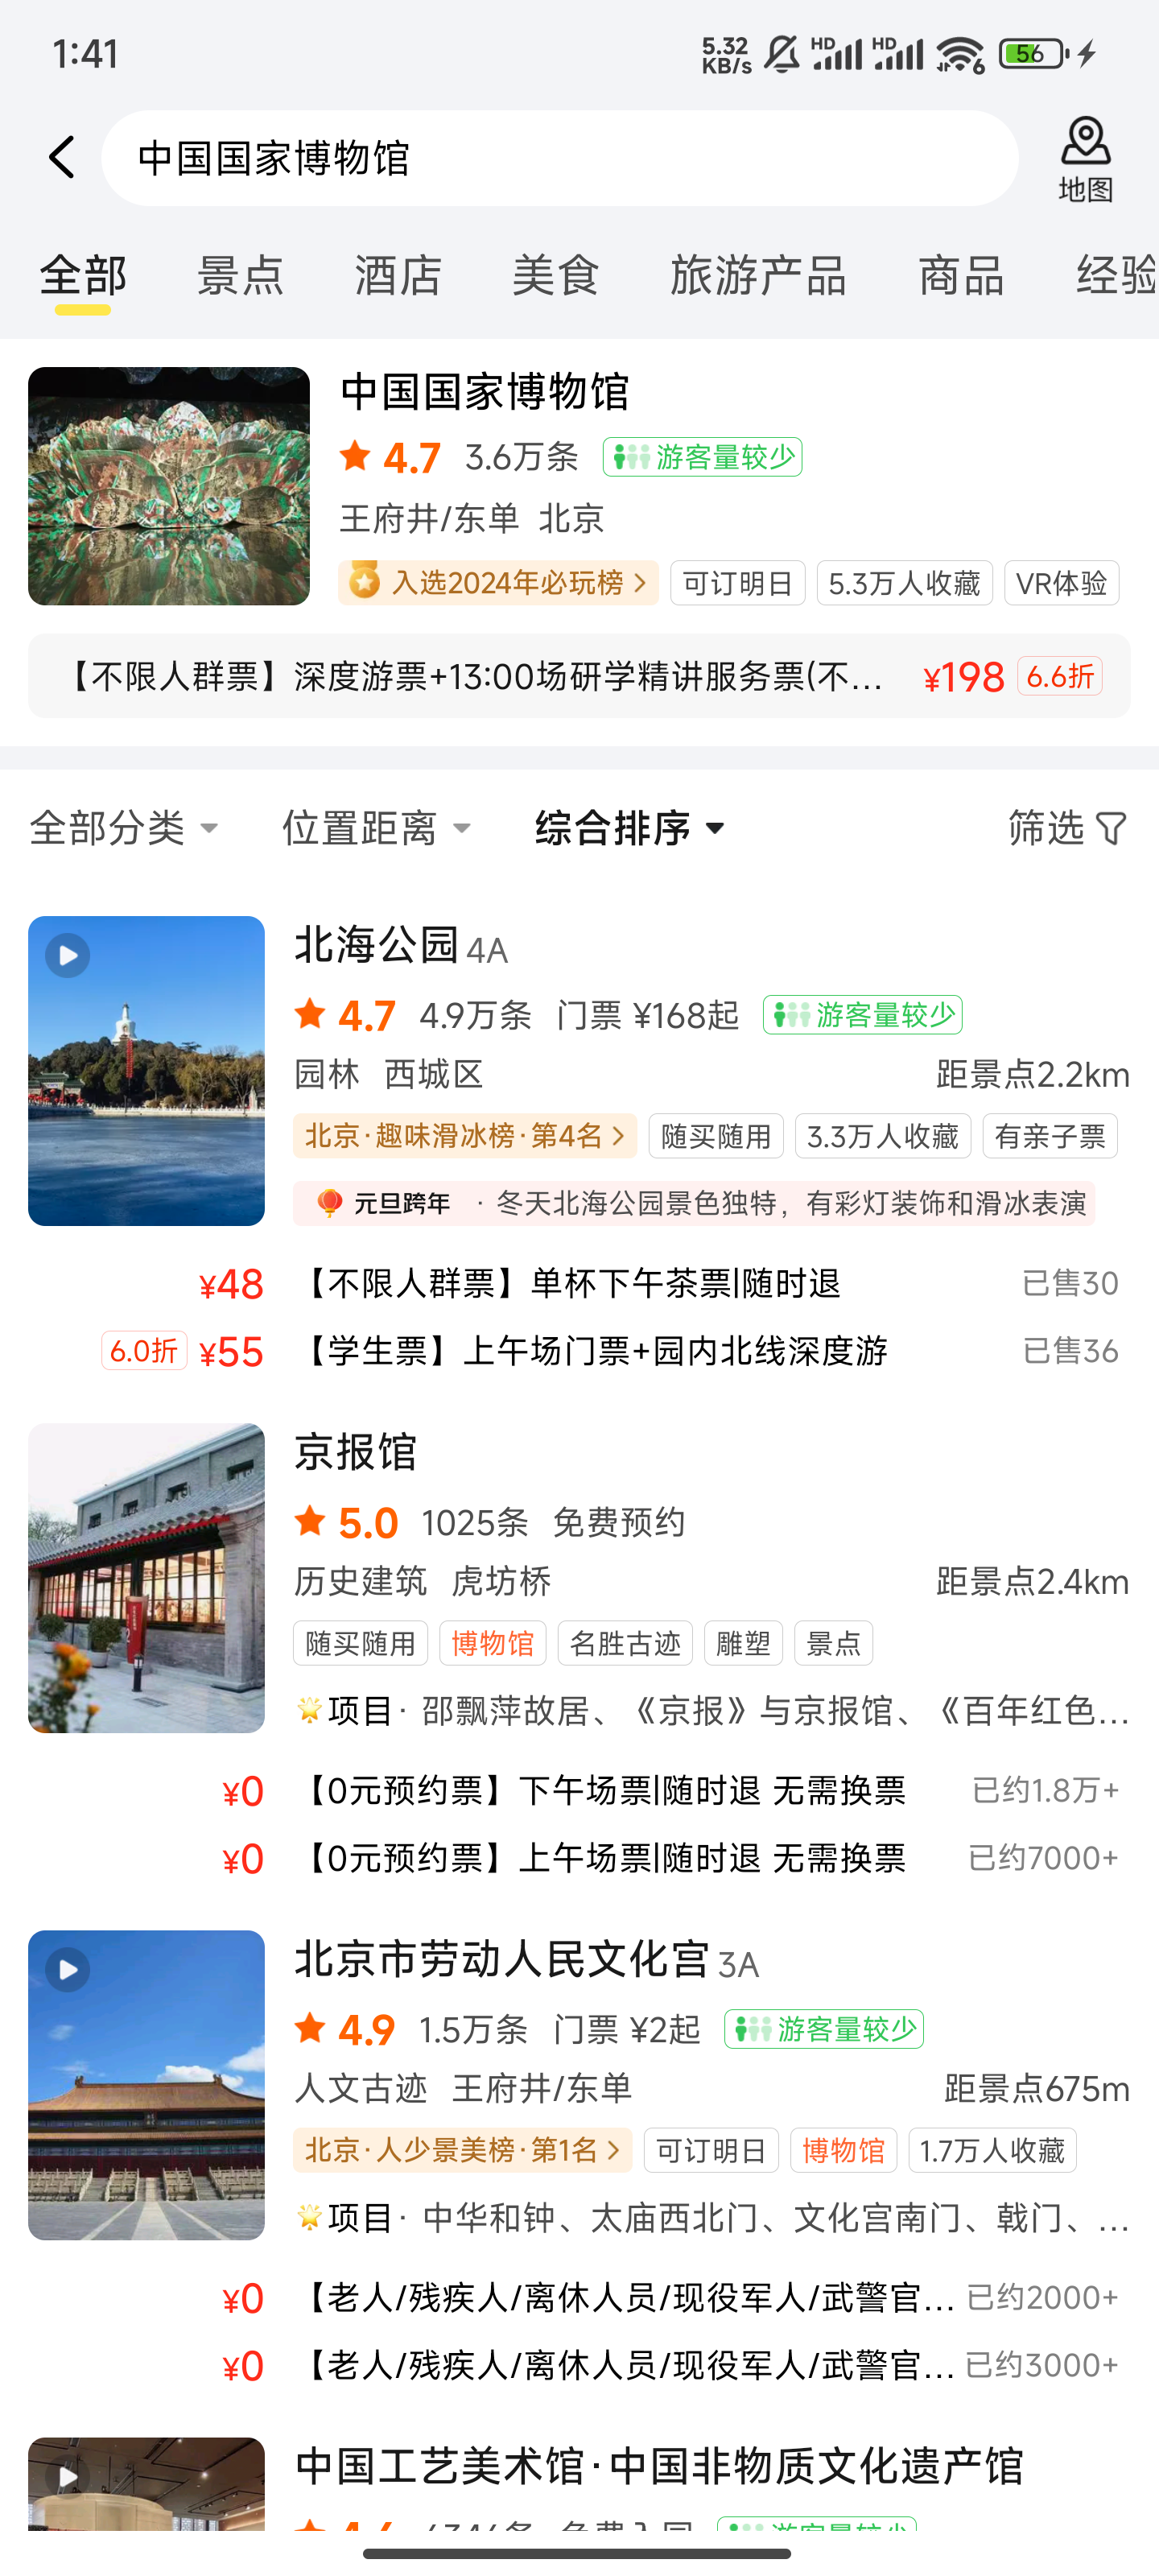 1:41
5.32 KB/s HD HD 6 56
中国国家博物馆
地图
全部 景点 酒店 美食 旅游产品 商品 经验
中国国家博物馆
4.7 3.6万条 游客量较少
王府井/东单 北京
入选2024年必玩榜 可订明日 5.3万人收藏 VR体验
【不限人群票】深度游票+13:00场研学精讲服务票(不... ¥198 6.6折
全部分类 位置距离 综合排序 筛选
北海公园 4A
4.7 4.9万条 门票 ¥168起 游客量较少
园林 西城区 距景点2.2km
北京·趣味滑冰榜·第4名 随买随用 3.3万人收藏 有亲子票
元旦跨年 · 冬天北海公园景色独特，有彩灯装饰和滑冰表演
¥48 【不限人群票】单杯下午茶票|随时退 已售30
6.0折 ¥55 【学生票】上午场门票+园内北线深度游 已售36
京报馆
5.0 1025条 免费预约
历史建筑 虎坊桥 距景点2.4km
随买随用 博物馆 名胜古迹 雕塑 景点
项目· 邵飘萍故居、《京报》与京报馆、《百年红色...
¥0 【0元预约票】下午场票|随时退 无需换票 已约1.8万+
¥0 【0元预约票】上午场票|随时退 无需换票 已约7000+
北京市劳动人民文化宫 3A
4.9 1.5万条 门票 ¥2起 游客量较少
人文古迹 王府井/东单 距景点675m
北京·人少景美榜·第1名 可订明日 博物馆 1.7万人收藏
项目· 中华和钟、太庙西北门、文化宫南门、戟门、...
¥0 【老人/残疾人/离休人员/现役军人/武警官... 已约2000+
¥0 【老人/残疾人/离休人员/现役军人/武警官... 已约3000+
中国工艺美术馆·中国非物质文化遗产馆